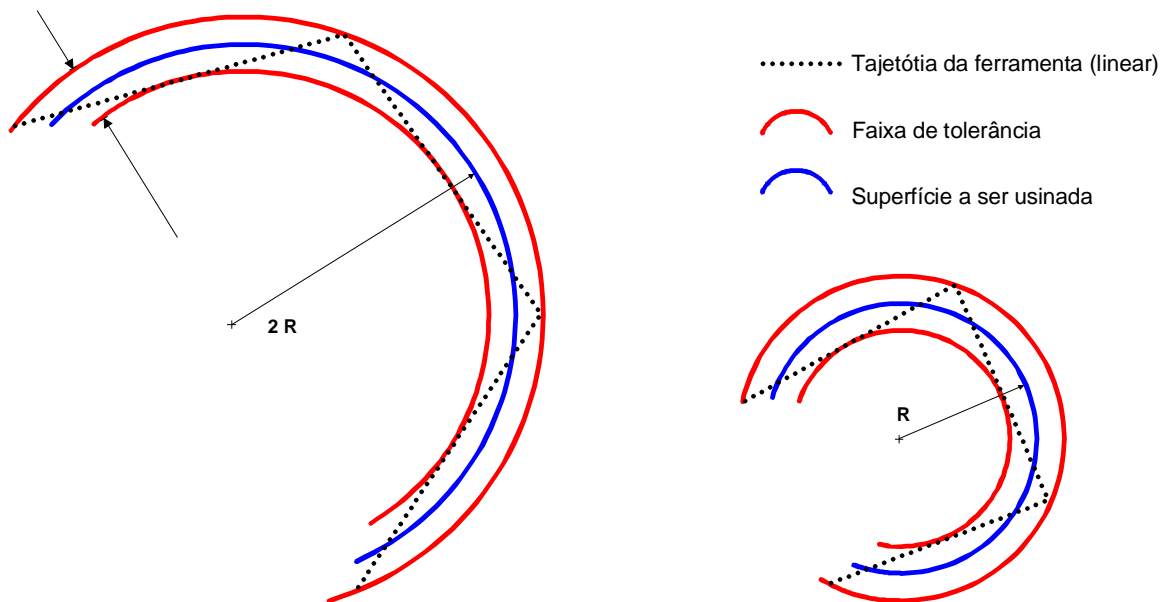 Tajetótia da ferramenta (linear)
Faixa de tolerância
Superfície a ser usinada
2 R
R